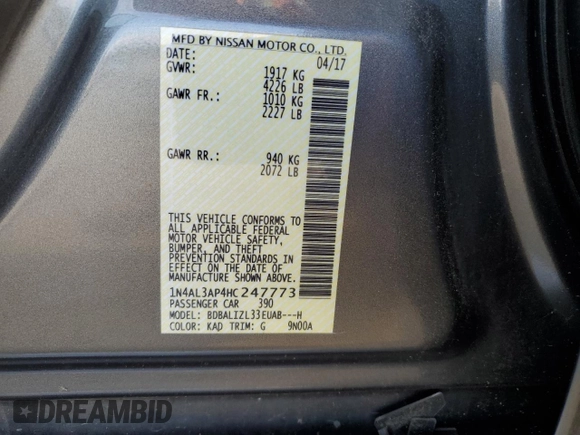 MFD BY NISSAN MOTOR CO., LTD.
DATE: 04/17
GVWR: 1917 KG
4226 LB
GAWR FR.: 1010 KG
2227 LB
GAWR RR.: 940 KG
2072 LB
THIS VEHICLE CONFORMS TO
ALL APPLICABLE FEDERAL
MOTOR VEHICLE SAFETY,
BUMPER, AND THEFT
PREVENTION STANDARDS IN
EFFECT ON THE DATE OF
MANUFACTURE SHOWN ABOVE.
1N4AL3AP4HC247773
PASSENGER CAR 390
MODEL: BDBALIZL33EUAB---H
COLOR: KAD TRIM: G 9N00A
DREAMBID